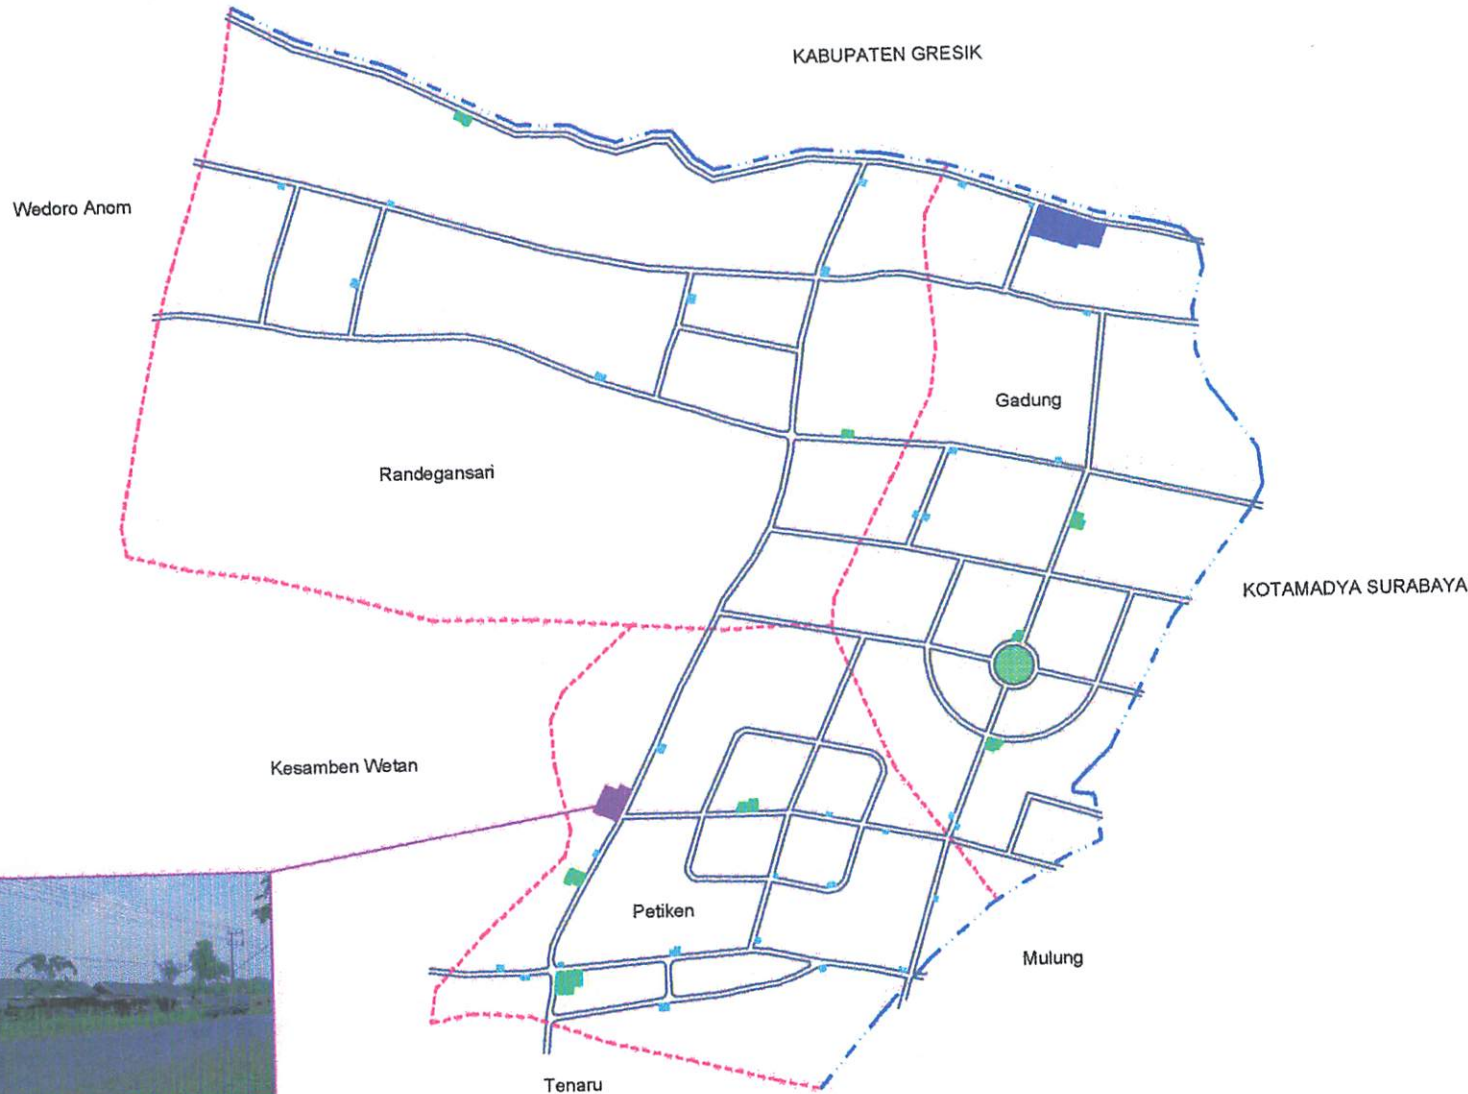 KABUPATEN GRESIK
Wedoro Anom
Gadung
Randegansari
KOTAMADYA SURABAYA
Kesamben Wetan
Petiken
Mulung
Tenaru